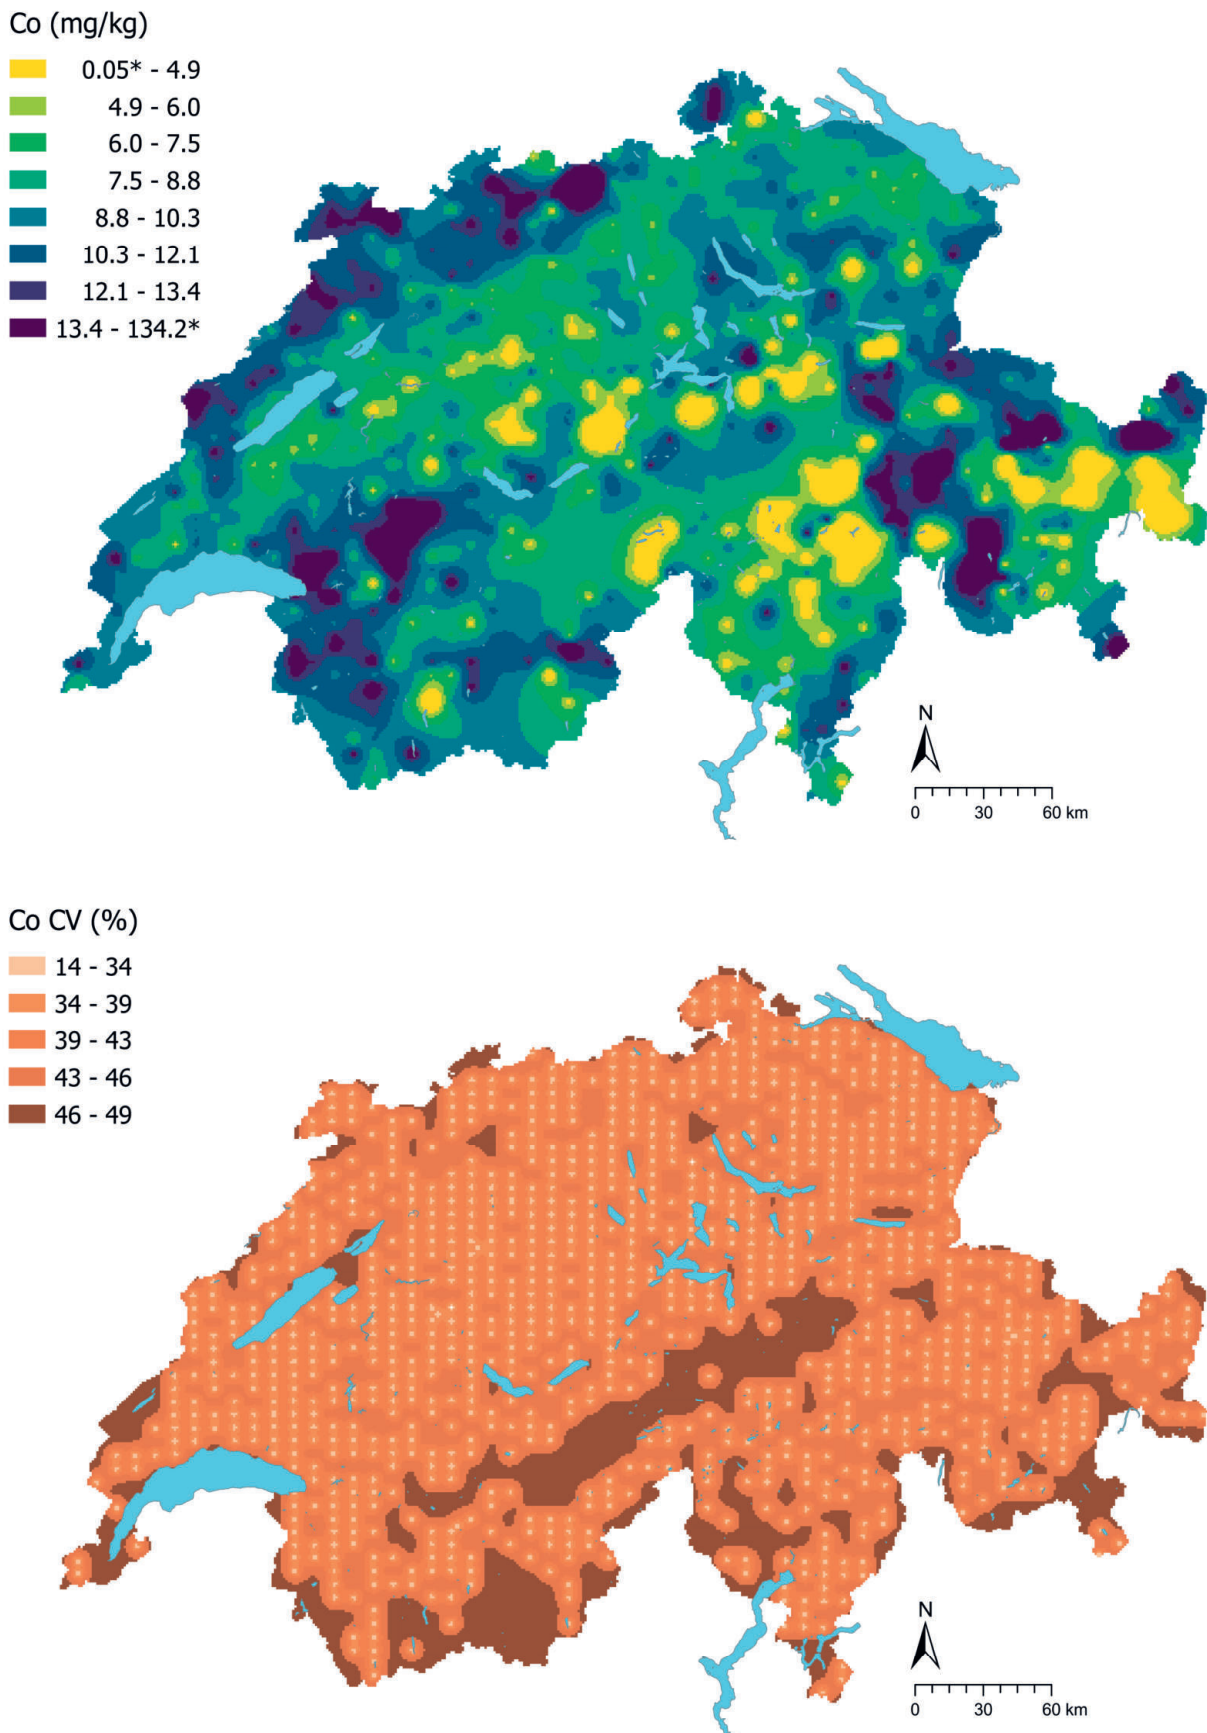 Co (mg/kg)
0.05* - 4.9
4.9 - 6.0
6.0 - 7.5
7.5 - 8.8
8.8 - 10.3
10.3 - 12.1
12.1 - 13.4
13.4 - 134.2*
N
0 30 60 km
Co CV (%)
14 - 34
34 - 39
39 - 43
43 - 46
46 - 49
N
0 30 60 km